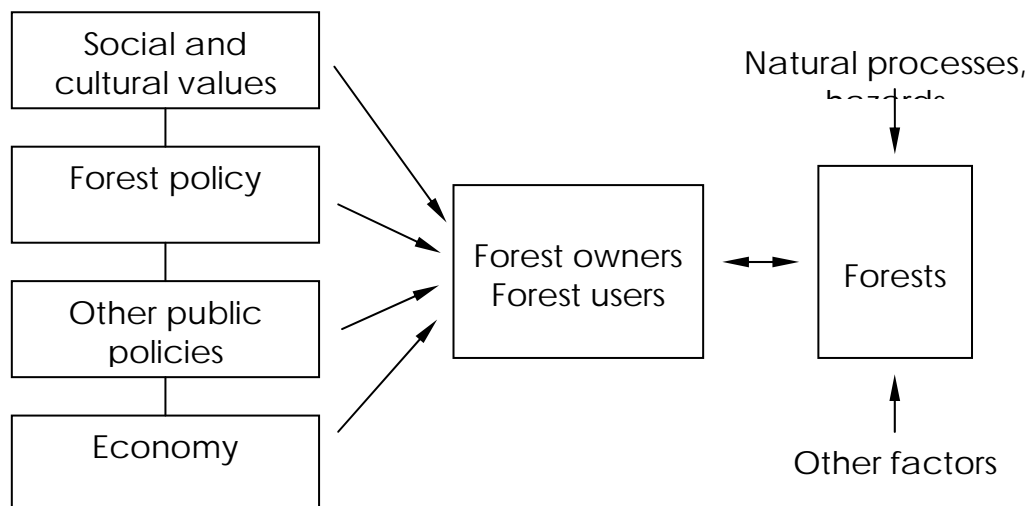 Social and
cultural values
Forest policy
Other public
policies
Economy
Forest owners
Forest users
Natural processes,
hazards
Forests
Other factors